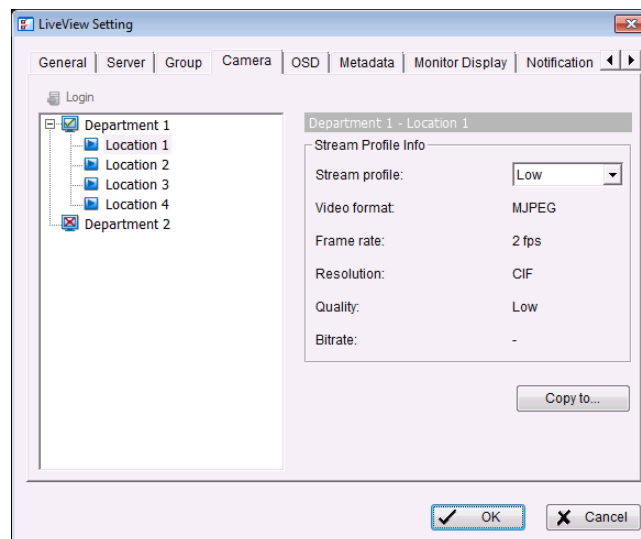 LiveView Setting
General Server Group Camera OSD Metadata Monitor Display Notification
Login
Department 1
Location 1
Location 2
Location 3
Location 4
Department 2
Department 1 - Location 1
Stream Profile Info
Stream profile: Low
Video format: MJPEG
Frame rate: 2 fps
Resolution: CIF
Quality: Low
Bitrate: -
Copy to...
OK Cancel